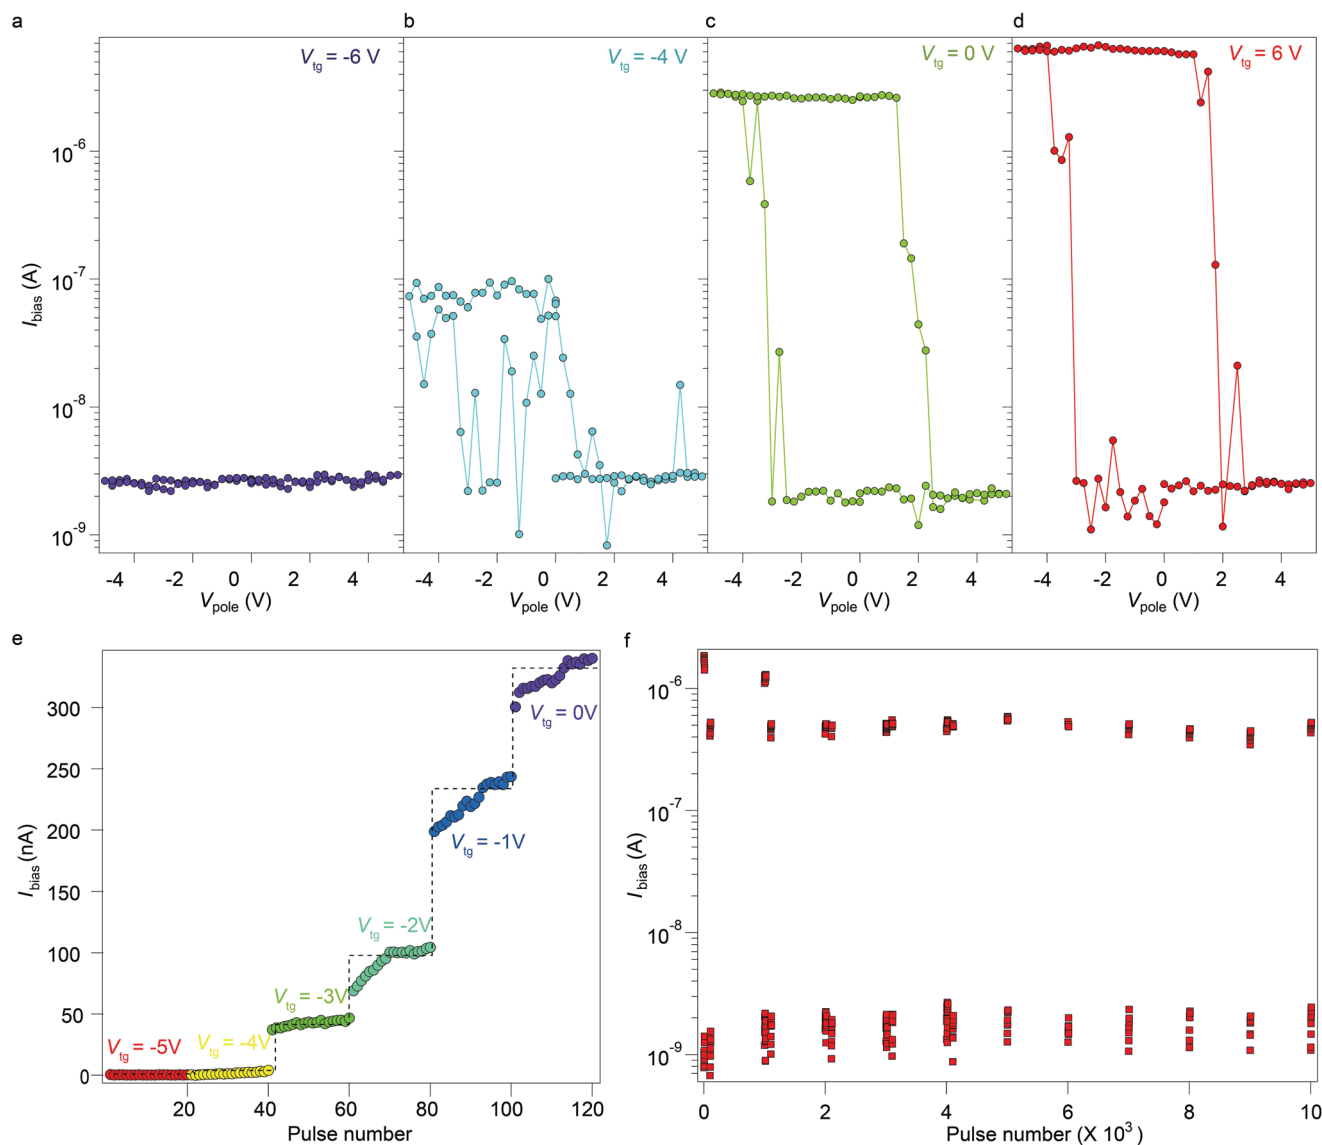 a b c d
V_tg = -6 V V_tg = -4 V V_tg = 0 V V_tg = 6 V
10^-6
10^-7
10^-8
10^-9
I_bias (A)
-4 -2 0 2 4 -4 -2 0 2 4 -4 -2 0 2 4 -4 -2 0 2 4
V_pole (V) V_pole (V) V_pole (V) V_pole (V)
e
300
250
200
150
100
50
0
I_bias (nA)
V_tg = 0V
V_tg = -1V
V_tg = -2V
V_tg = -3V
V_tg = -5V V_tg = -4V
20 40 60 80 100 120
Pulse number
f
10^-6
10^-7
10^-8
10^-9
I_bias (A)
0 2 4 6 8 10
Pulse number (X 10^3)